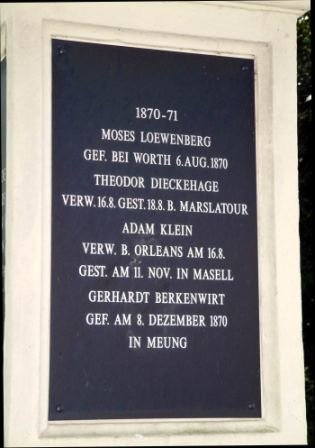 1870-71
MOSES LOEWENBERG
GEF. BEI WORTH 6.AUG. 1870
THEODOR DIECKEHAGE
VERW. 16.8. GEST. 18.8. B. MARSLATOUR
ADAM KLEIN
VERW. B. ORLEANS AM 16.8.
GEST. AM 11. NOV. IN MASELL
GERHARDT BERKENWIRT
GEF. AM 8. DEZEMBER 1870
IN MEUNG